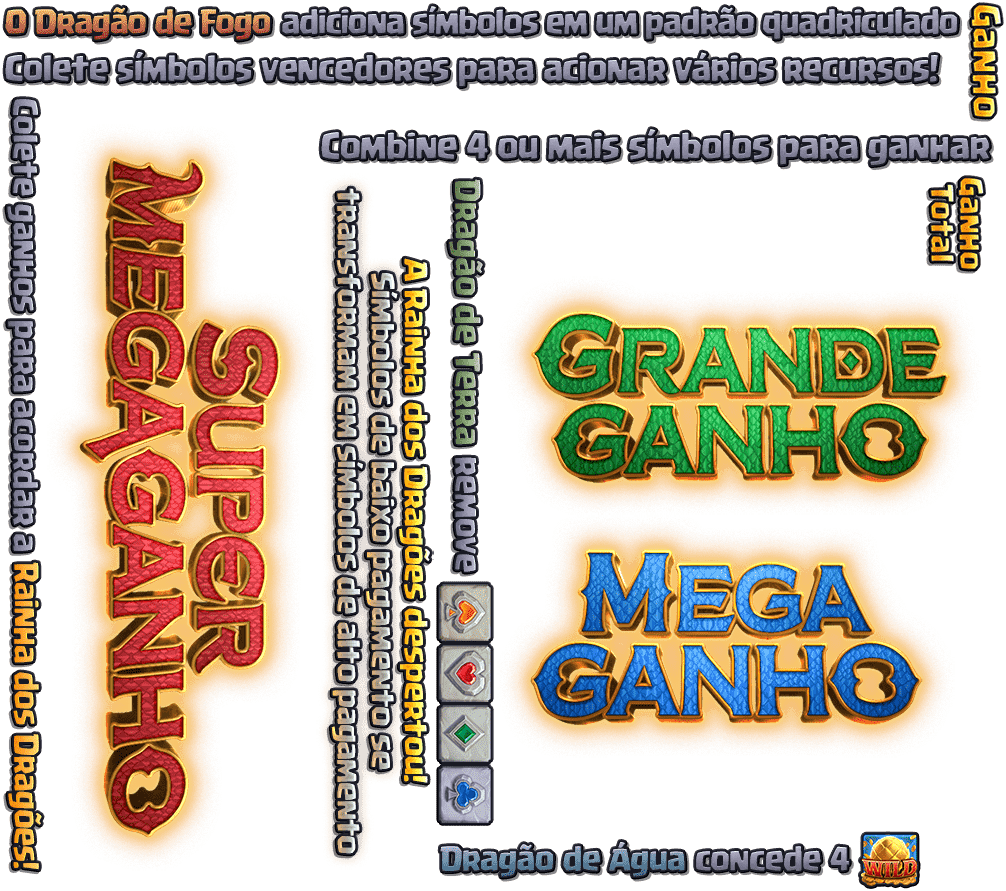 O Dragão de Fogo adiciona símbolos em um padrão quadriculado
Colete símbolos vencedores para acionar vários recursos!
Ganho
Combine 4 ou mais símbolos para ganhar
Ganho
Total
Colete ganhos para acordar a Rainha dos Dragões!
Super
Mega Ganho
A Rainha dos Dragões despertou!
Símbolos de baixo pagamento se
transformam em símbolos de alto pagamento
Dragão de Terra remove
Grande
Ganho
Mega
Ganho
Dragão de Água concede 4
WILD